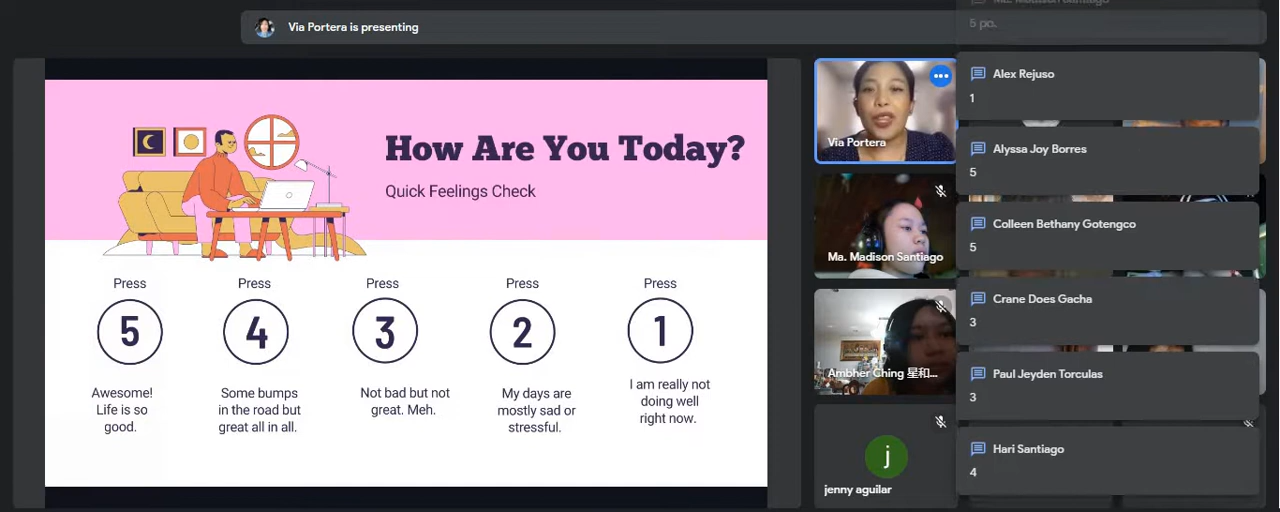 Via Portera is presenting
5 po.
How Are You Today?
Quick Feelings Check
Press
5
Awesome!
Life is so
good.
Press
4
Some bumps
in the road but
great all in all.
Press
3
Not bad but not
great. Meh.
Press
2
My days are
mostly sad or
stressful.
Press
1
I am really not
doing well
right now.
Via Portera
Ma. Madison Santiago
Ambher Ching 星和...
j
jenny aguilar
Alex Rejuso
1
Alyssa Joy Borres
5
Colleen Bethany Gotengco
5
Crane Does Gacha
3
Paul Jeyden Torculas
3
Hari Santiago
4